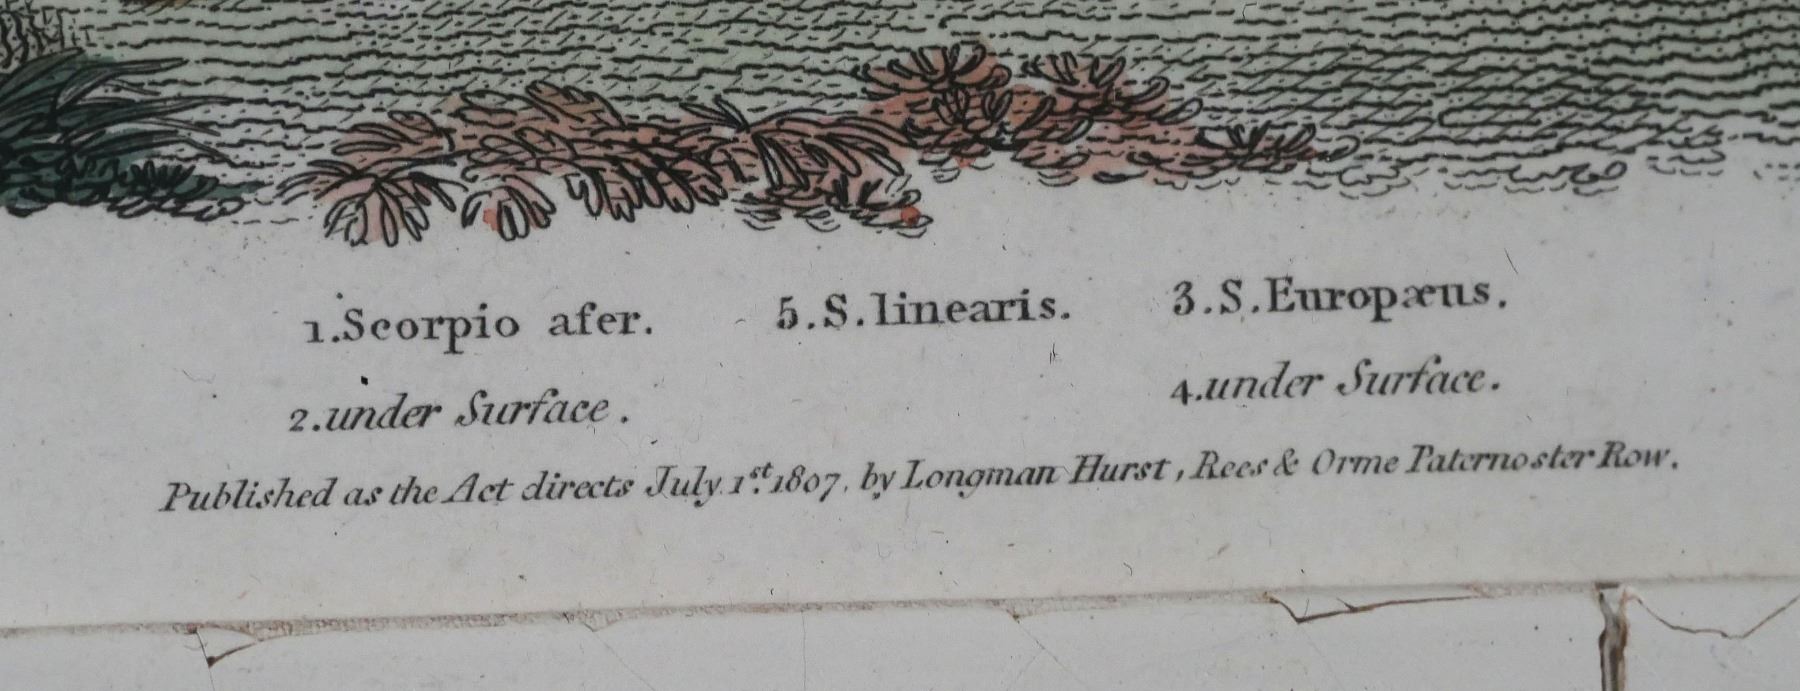 1. Scorpio afer. 5. S. linearis. 3. S. Europæus.
2. under Surface. 4. under Surface.
Published as the Act directs July 1st. 1807, by Longman Hurst, Rees & Orme Paternoster Row.